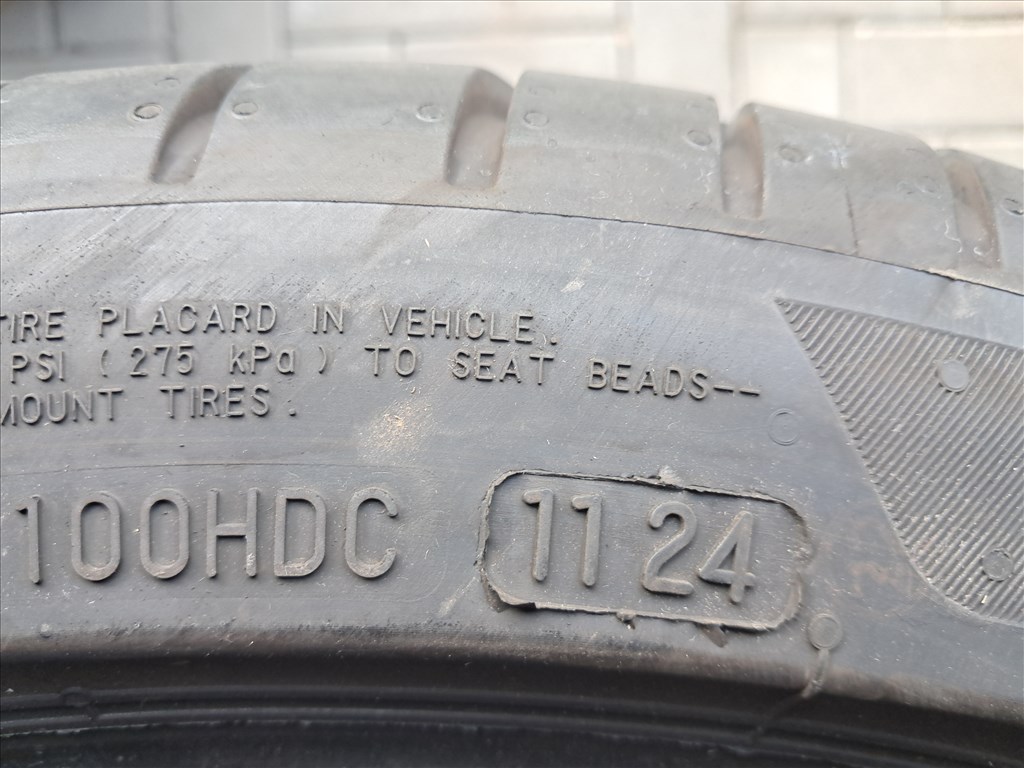 TIRE PLACARD IN VEHICLE.
PSI (275 kPa) TO SEAT BEADS--
MOUNT TIRES.
100HDC 1124